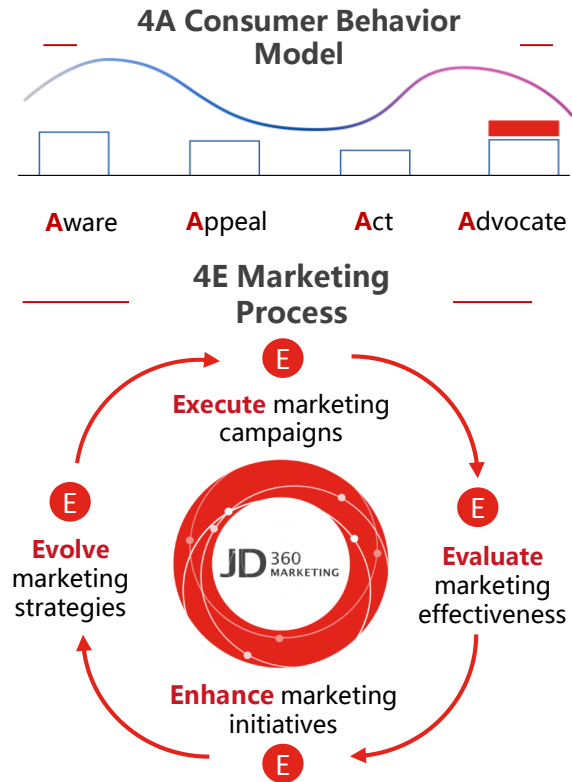 4A Consumer Behavior
Model
Aware
Appeal
Act
Advocate
4E Marketing
Process
E
Execute marketing
campaigns
E
Evolve
marketing
strategies
JD 360
MARKETING
E
Evaluate
marketing
effectiveness
Enhance marketing
initiatives
E